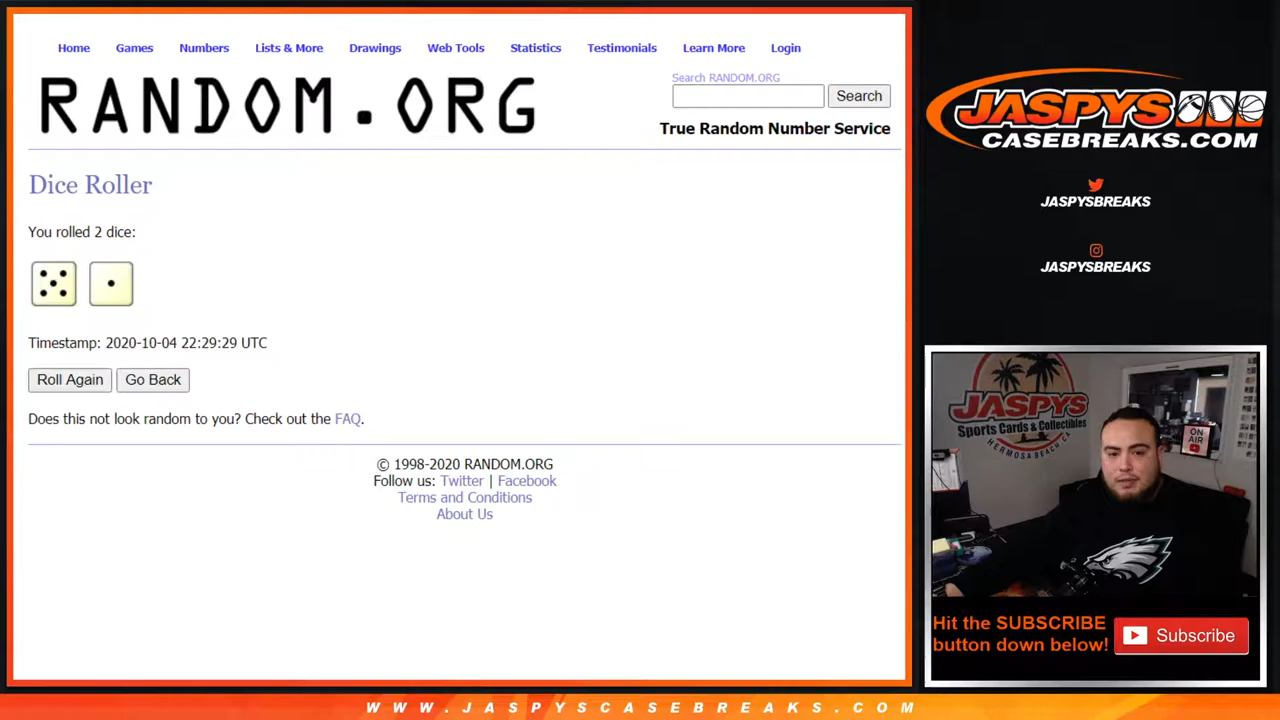 Home Games Numbers Lists & More Drawings Web Tools Statistics Testimonials Learn More Login
RANDOM.ORG
Search RANDOM.ORG
Search
True Random Number Service
Dice Roller
You rolled 2 dice:
Timestamp: 2020-10-04 22:29:29 UTC
Roll Again Go Back
Does this not look random to you? Check out the FAQ.
© 1998-2020 RANDOM.ORG
Follow us: Twitter | Facebook
Terms and Conditions
About Us
JASPYS
CASEBREAKS.COM
JASPYSBREAKS
JASPYSBREAKS
JASPYS
Sports Cards & Collectibles
HERMOSA BEACH, CA
ON
AIR
Hit the SUBSCRIBE
button down below!
Subscribe
WWW.JASPYSCASEBREAKS.COM